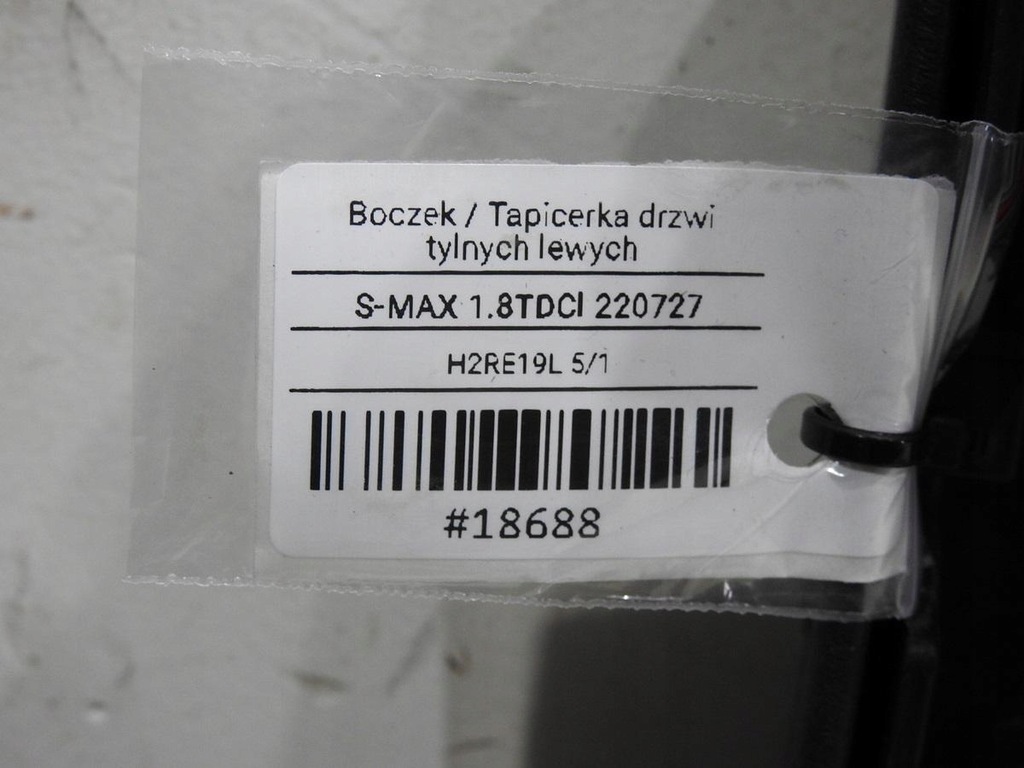 Boczek / Tapicerka drzwi
tylnych lewych
S-MAX 1.8TDCI 220727
H2RE19L 5/1
#18688